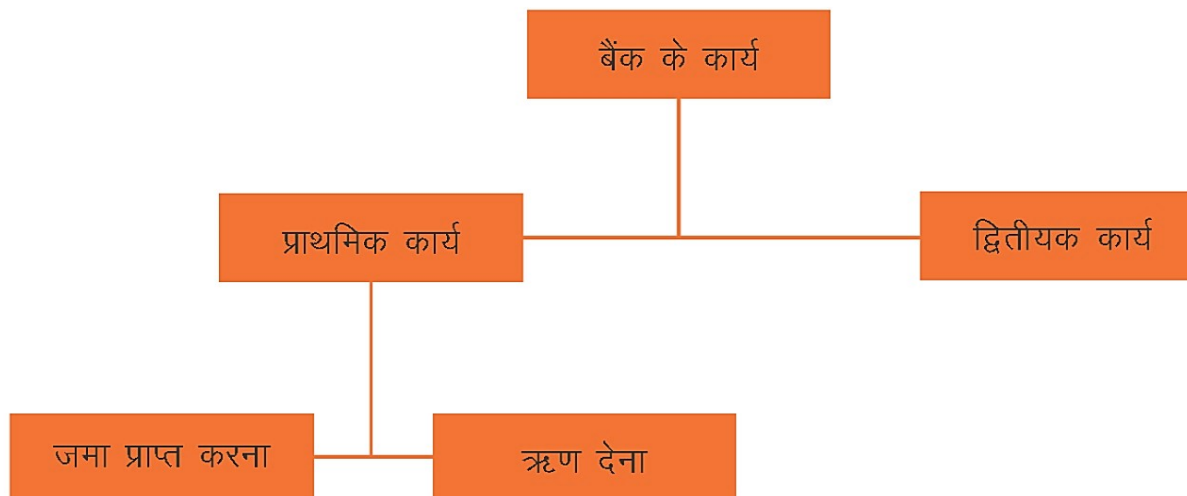 बैंक के कार्य
प्राथमिक कार्य
द्वितीयक कार्य
जमा प्राप्त करना
ऋण देना